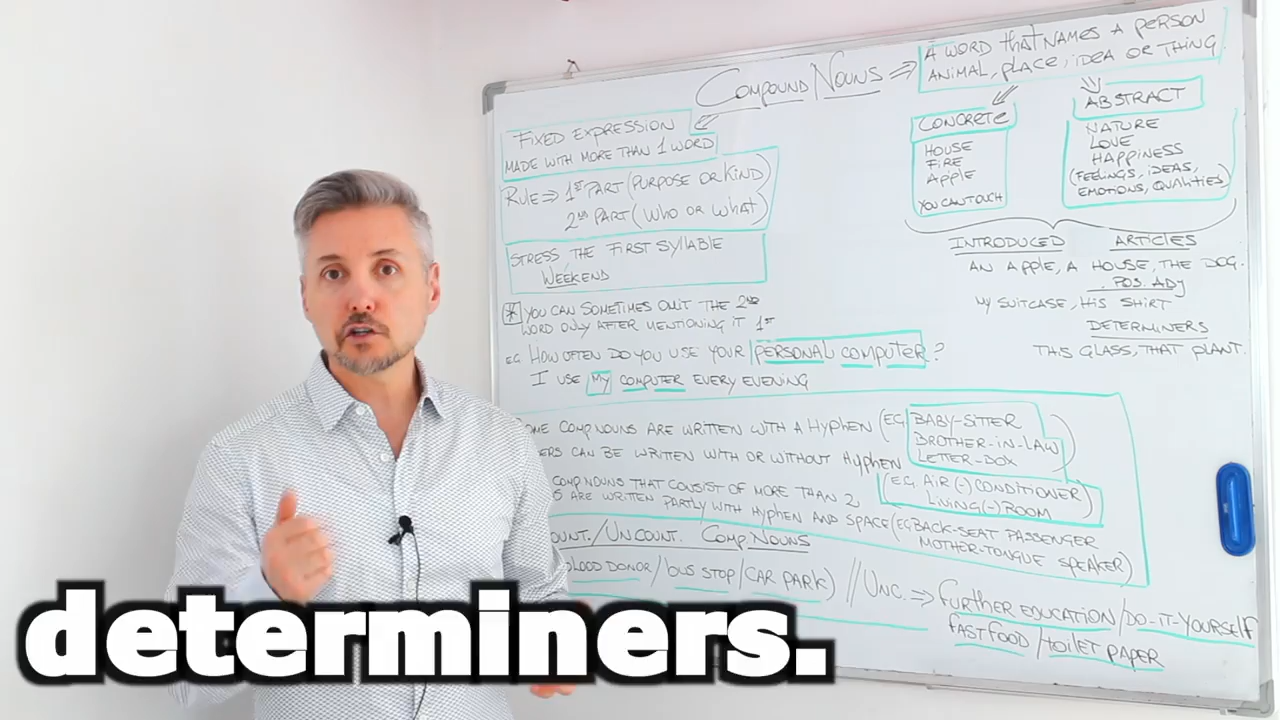 COMPOUND NOUNS ⇒ A WORD THAT NAMES A PERSON
ANIMAL, PLACE, IDEA OR THING
FIXED EXPRESSION
MADE WITH MORE THAN 1 WORD
RULE ⇒ 1ST PART (PURPOSE OR KIND)
2ND PART (WHO OR WHAT)
STRESS THE FIRST SYLLABLE
WEEKEND
* YOU CAN SOMETIMES OMIT THE 2ND
WORD ONLY AFTER MENTIONING IT 1ST
E.G. HOW OFTEN DO YOU USE YOUR PERSONAL COMPUTER?
I USE MY COMPUTER EVERY EVENING
CONCRETE
HOUSE
FIRE
APPLE
YOU CAN TOUCH
ABSTRACT
NATURE
LOVE
HAPPINESS
(FEELINGS, IDEAS,
EMOTIONS, QUALITIES)
INTRODUCED ARTICLES
AN APPLE, A HOUSE, THE DOG.
. POS. ADJ
MY SUITCASE, HIS SHIRT
DETERMINERS
THIS GLASS, THAT PLANT.
COMP NOUNS ARE WRITTEN WITH A HYPHEN (EG. BABY-SITTER
BROTHER-IN-LAW
LETTER-BOX)
CAN BE WRITTEN WITH OR WITHOUT HYPHEN
(E.G. AIR(-)CONDITIONER
LIVING(-)ROOM)
COMP NOUNS THAT CONSIST OF MORE THAN 2
ARE WRITTEN PARTLY WITH HYPHEN AND SPACE (EG BACK-SEAT PASSENGER
MOTHER-TONGUE SPEAKER)
/UNCOUNT. COMP. NOUNS
BLOOD DONOR/BUS STOP/CAR PARK) // UNC. ⇒ FURTHER EDUCATION/DO-IT-YOURSELF
FAST FOOD/TOILET PAPER
determiners.